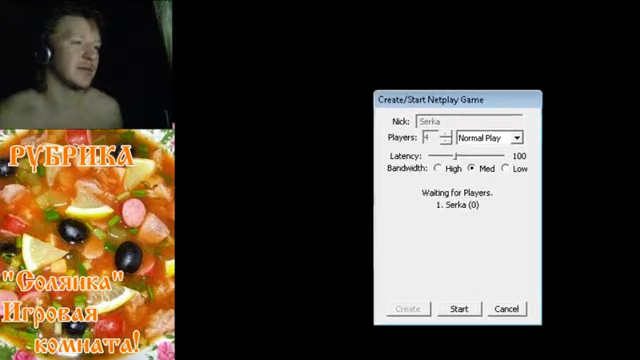 РУБРИКА
"Солянка"
Игровая
комната!
Create/Start Netplay Game
Nick: Serka
Players: 4 Normal Play
Latency: 100
Bandwidth: High Med Low
Waiting for Players.
1. Serka (0)
Create Start Cancel